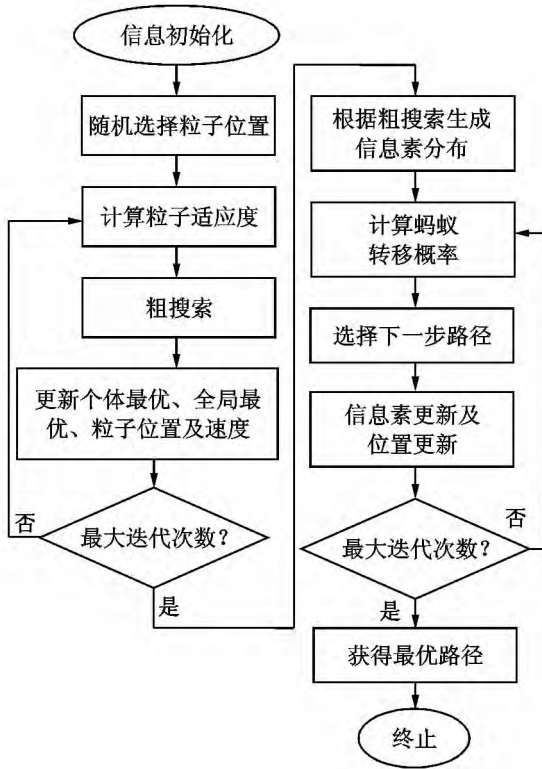 信息初始化
随机选择粒子位置
计算粒子适应度
粗搜索
更新个体最优、全局最
优、粒子位置及速度
否
最大迭代次数?
是
根据粗搜索生成
信息素分布
计算蚂蚁
转移概率
选择下一步路径
信息素更新及
位置更新
否
最大迭代次数?
是
获得最优路径
终止